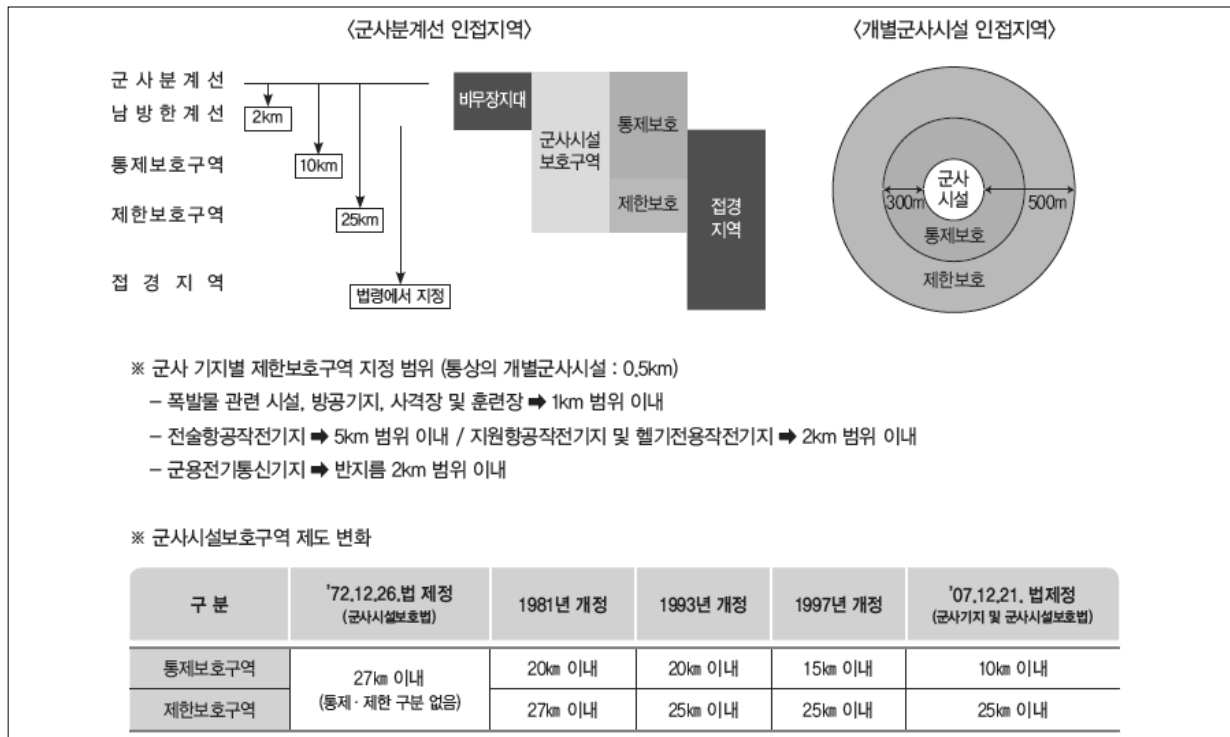 〈군사분계선 인접지역〉
〈개별군사시설 인접지역〉
군 사 분 계 선
남 방 한 계 선
통제보호구역
제한보호구역
접 경 지 역
2km
10km
25km
법령에서 지정
비무장지대
군사시설
보호구역
통제보호
제한보호
접경
지역
군사
시설
300m
500m
통제보호
제한보호
※ 군사 기지별 제한보호구역 지정 범위 (통상의 개별군사시설 : 0.5km)
– 폭발물 관련 시설, 방공기지, 사격장 및 훈련장 ➡ 1km 범위 이내
– 전술항공작전기지 ➡ 5km 범위 이내 / 지원항공작전기지 및 헬기전용작전기지 ➡ 2km 범위 이내
– 군용전기통신기지 ➡ 반지름 2km 범위 이내
※ 군사시설보호구역 제도 변화
구 분 '72.12.26.법 제정 1981년 개정 1993년 개정 1997년 개정 '07.12.21. 법제정
(군사시설보호법) (군사기지 및 군사시설보호법)
통제보호구역 27㎞ 이내 20㎞ 이내 20㎞ 이내 15㎞ 이내 10㎞ 이내
제한보호구역 (통제 · 제한 구분 없음) 27㎞ 이내 25㎞ 이내 25㎞ 이내 25㎞ 이내